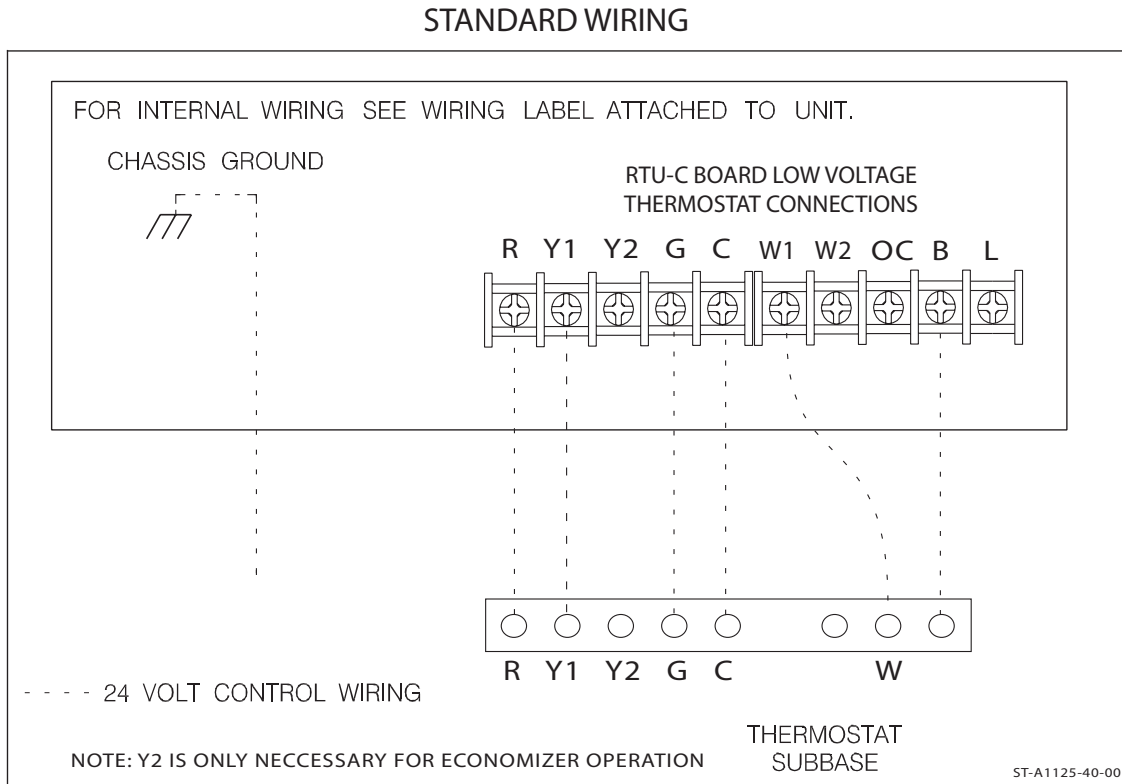 STANDARD WIRING
FOR INTERNAL WIRING SEE WIRING LABEL ATTACHED TO UNIT.
CHASSIS GROUND
RTU-C BOARD LOW VOLTAGE
THERMOSTAT CONNECTIONS
R Y1 Y2 G C W1 W2 OC B L
R Y1 Y2 G C W
- - - - 24 VOLT CONTROL WIRING
THERMOSTAT
SUBBASE
NOTE: Y2 IS ONLY NECCESSARY FOR ECONOMIZER OPERATION
ST-A1125-40-00